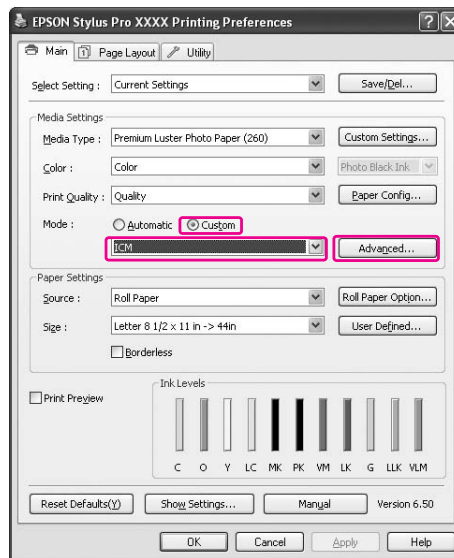 EPSON Stylus Pro XXXX Printing Preferences
Main Page Layout Utility
Select Setting : Current Settings Save/Del...
Media Settings
Media Type : Premium Luster Photo Paper (260) Custom Settings...
Color : Color Photo Black Ink
Print Quality : Quality Paper Config...
Mode : Automatic Custom
ICM Advanced...
Paper Settings
Source : Roll Paper Roll Paper Option...
Size : Letter 8 1/2 x 11 in -> 44in User Defined...
Borderless
Print Preview
Ink Levels
C O Y LC MK PK VM LK G LLK VLM
Reset Defaults(Y) Show Settings... Manual Version 6.50
OK Cancel Apply Help